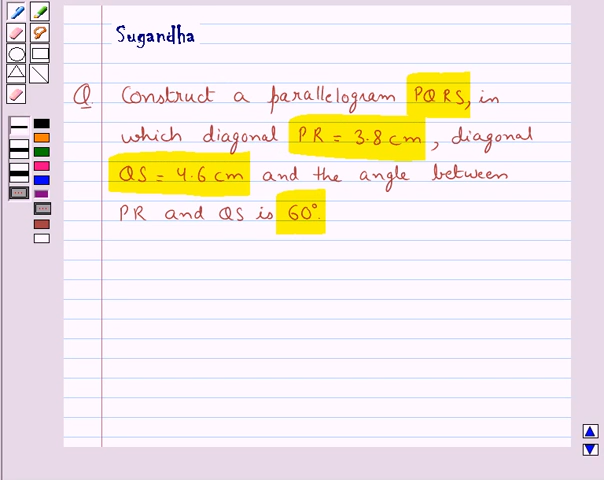 Sugandha
Q Construct a parallelogram PQRS, in
which diagonal PR = 3.8 cm, diagonal
QS = 4.6 cm and the angle between
PR and QS is 60°.